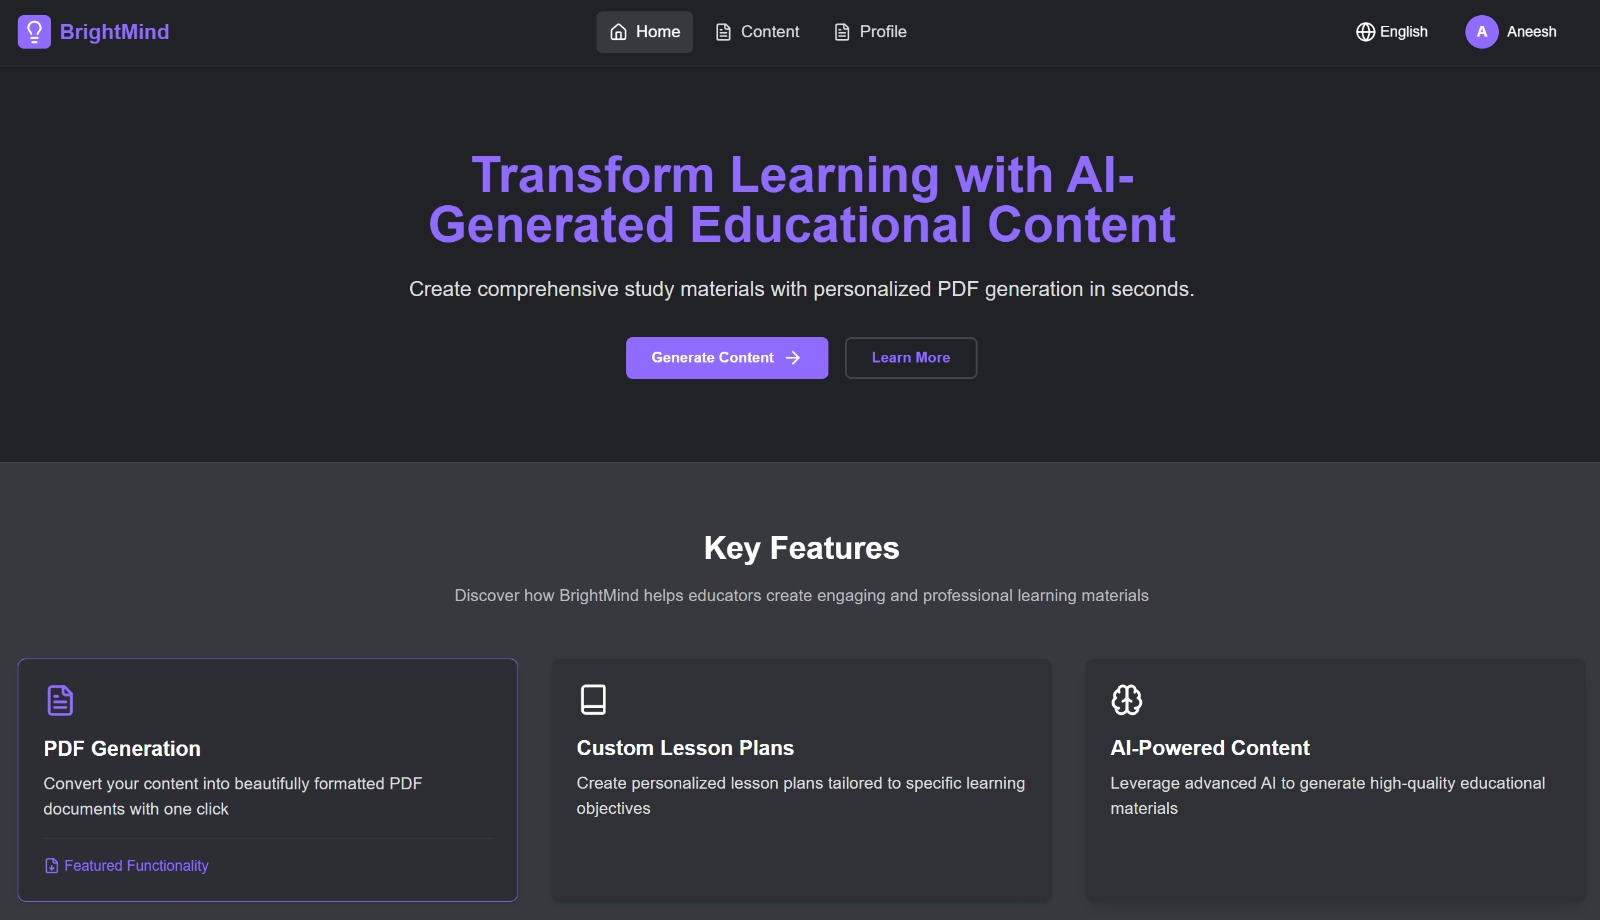 BrightMind
Home
Content
Profile
English
A
Aneesh
Transform Learning with AI-
Generated Educational Content
Create comprehensive study materials with personalized PDF generation in seconds.
Generate Content
Learn More
Key Features
Discover how BrightMind helps educators create engaging and professional learning materials
PDF Generation
Convert your content into beautifully formatted PDF
documents with one click
Featured Functionality
Custom Lesson Plans
Create personalized lesson plans tailored to specific learning
objectives
AI-Powered Content
Leverage advanced AI to generate high-quality educational
materials